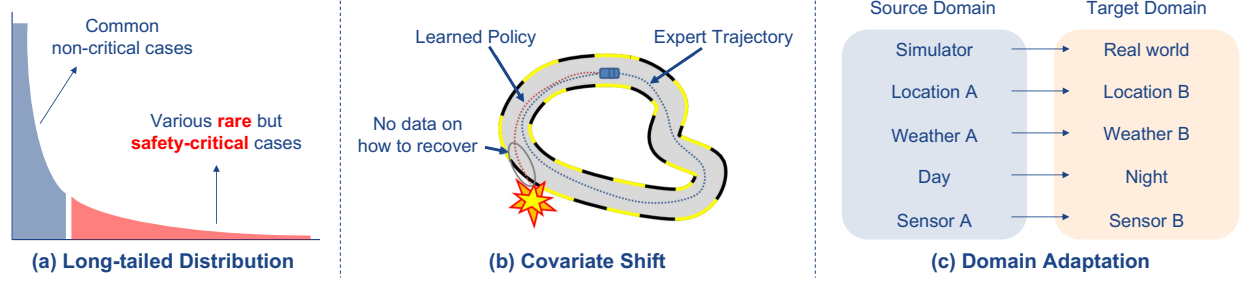 Common
non-critical cases
Various rare but
safety-critical cases
(a) Long-tailed Distribution
Learned Policy
Expert Trajectory
No data on
how to recover
(b) Covariate Shift
Source Domain
Target Domain
Simulator
Real world
Location A
Location B
Weather A
Weather B
Day
Night
Sensor A
Sensor B
(c) Domain Adaptation